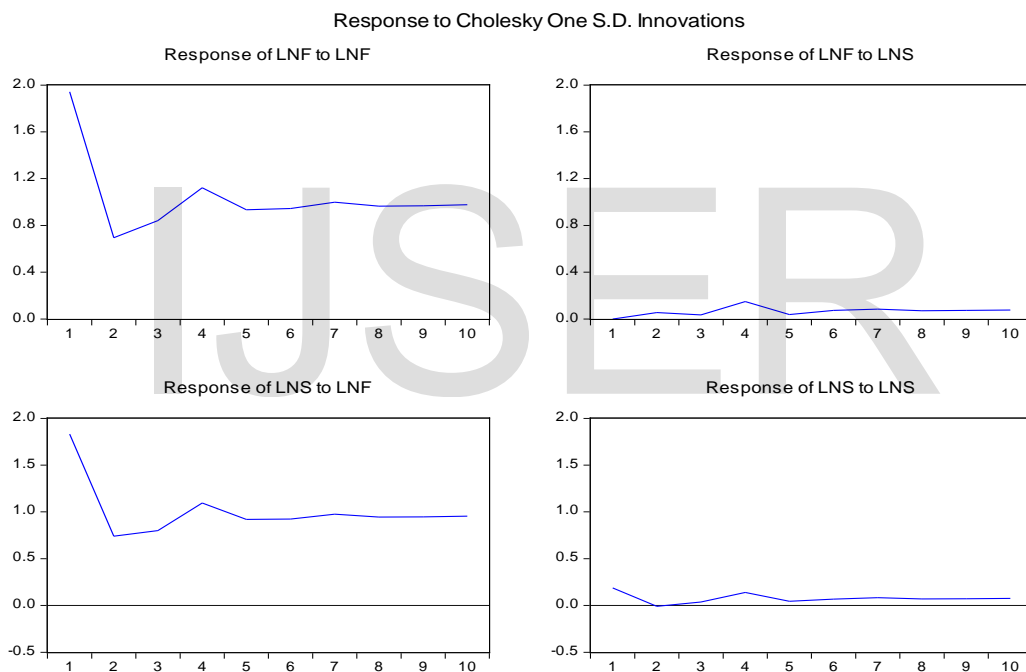 Response to Cholesky One S.D. Innovations
Response of LNF to LNF
2.0
1.6
1.2
0.8
0.4
0.0
1 2 3 4 5 6 7 8 9 10
Response of LNF to LNS
2.0
1.6
1.2
0.8
0.4
0.0
1 2 3 4 5 6 7 8 9 10
IJSER
Response of LNS to LNF
2.0
1.5
1.0
0.5
0.0
-0.5
1 2 3 4 5 6 7 8 9 10
Response of LNS to LNS
2.0
1.5
1.0
0.5
0.0
-0.5
1 2 3 4 5 6 7 8 9 10